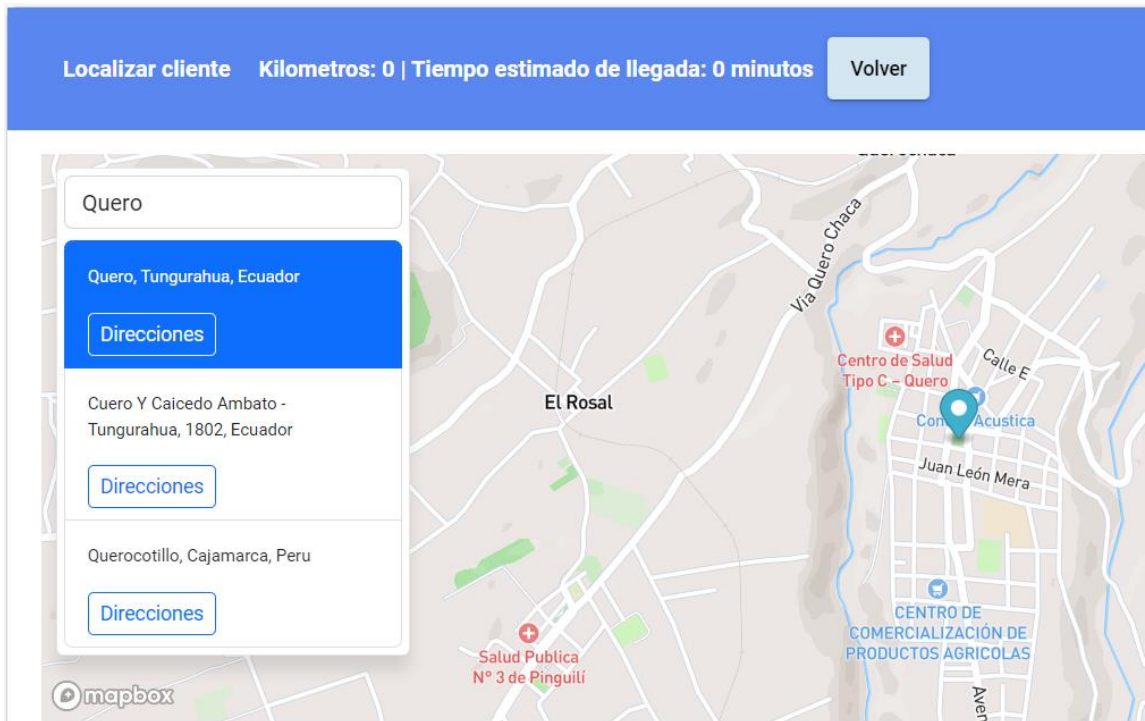 Localizar cliente Kilometros: 0 | Tiempo estimado de llegada: 0 minutos Volver
Quero
Quero, Tungurahua, Ecuador
Direcciones
Cuero Y Caicedo Ambato -
Tungurahua, 1802, Ecuador
Direcciones
Querocotillo, Cajamarca, Peru
Direcciones
mapbox
Via Quero Chaca
El Rosal
Centro de Salud
Tipo C – Quero
Calle E
Acustica
Juan León Mera
CENTRO DE
COMERCIALIZACIÓN DE
PRODUCTOS AGRICOLAS
Salud Publica
N° 3 de Pinguilí